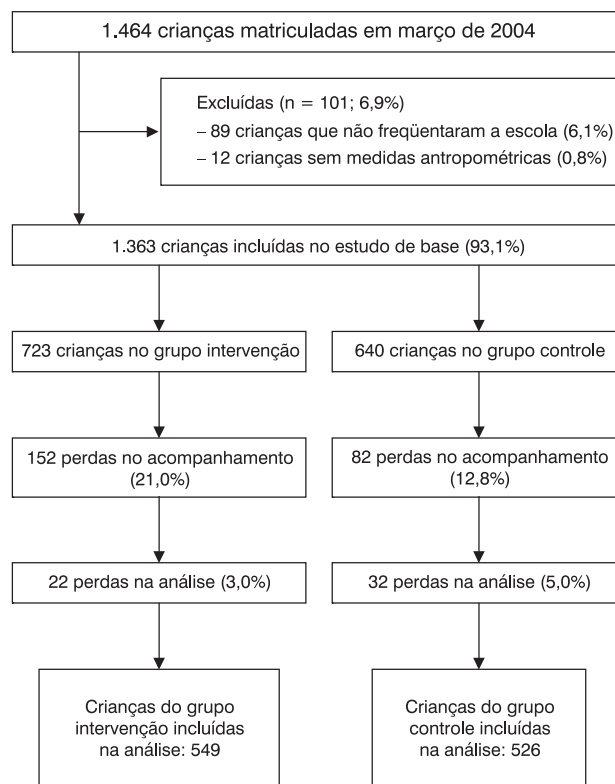 1.464 crianças matriculadas em março de 2004
Excluídas (n = 101; 6,9%)
– 89 crianças que não freqüentaram a escola (6,1%)
– 12 crianças sem medidas antropométricas (0,8%)
1.363 crianças incluídas no estudo de base (93,1%)
723 crianças no grupo intervenção
640 crianças no grupo controle
152 perdas no acompanhamento
(21,0%)
82 perdas no acompanhamento
(12,8%)
22 perdas na análise (3,0%)
32 perdas na análise (5,0%)
Crianças do grupo
intervenção incluídas
na análise: 549
Crianças do grupo
controle incluídas
na análise: 526